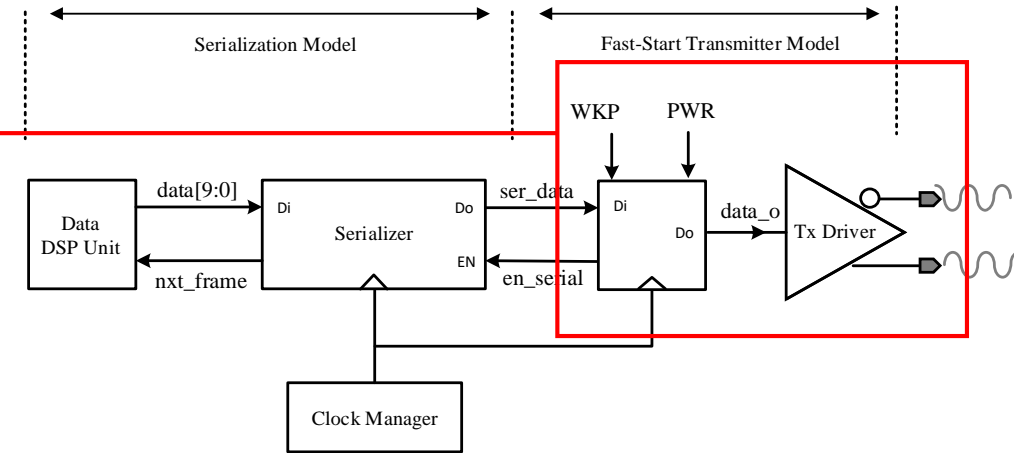 Serialization Model
Fast-Start Transmitter Model
WKP
PWR
data[9:0]
ser_data
Di
Do
Di
Data
DSP Unit
Serializer
data_o
Do
Tx Driver
EN
nxt_frame
en_serial
Clock Manager